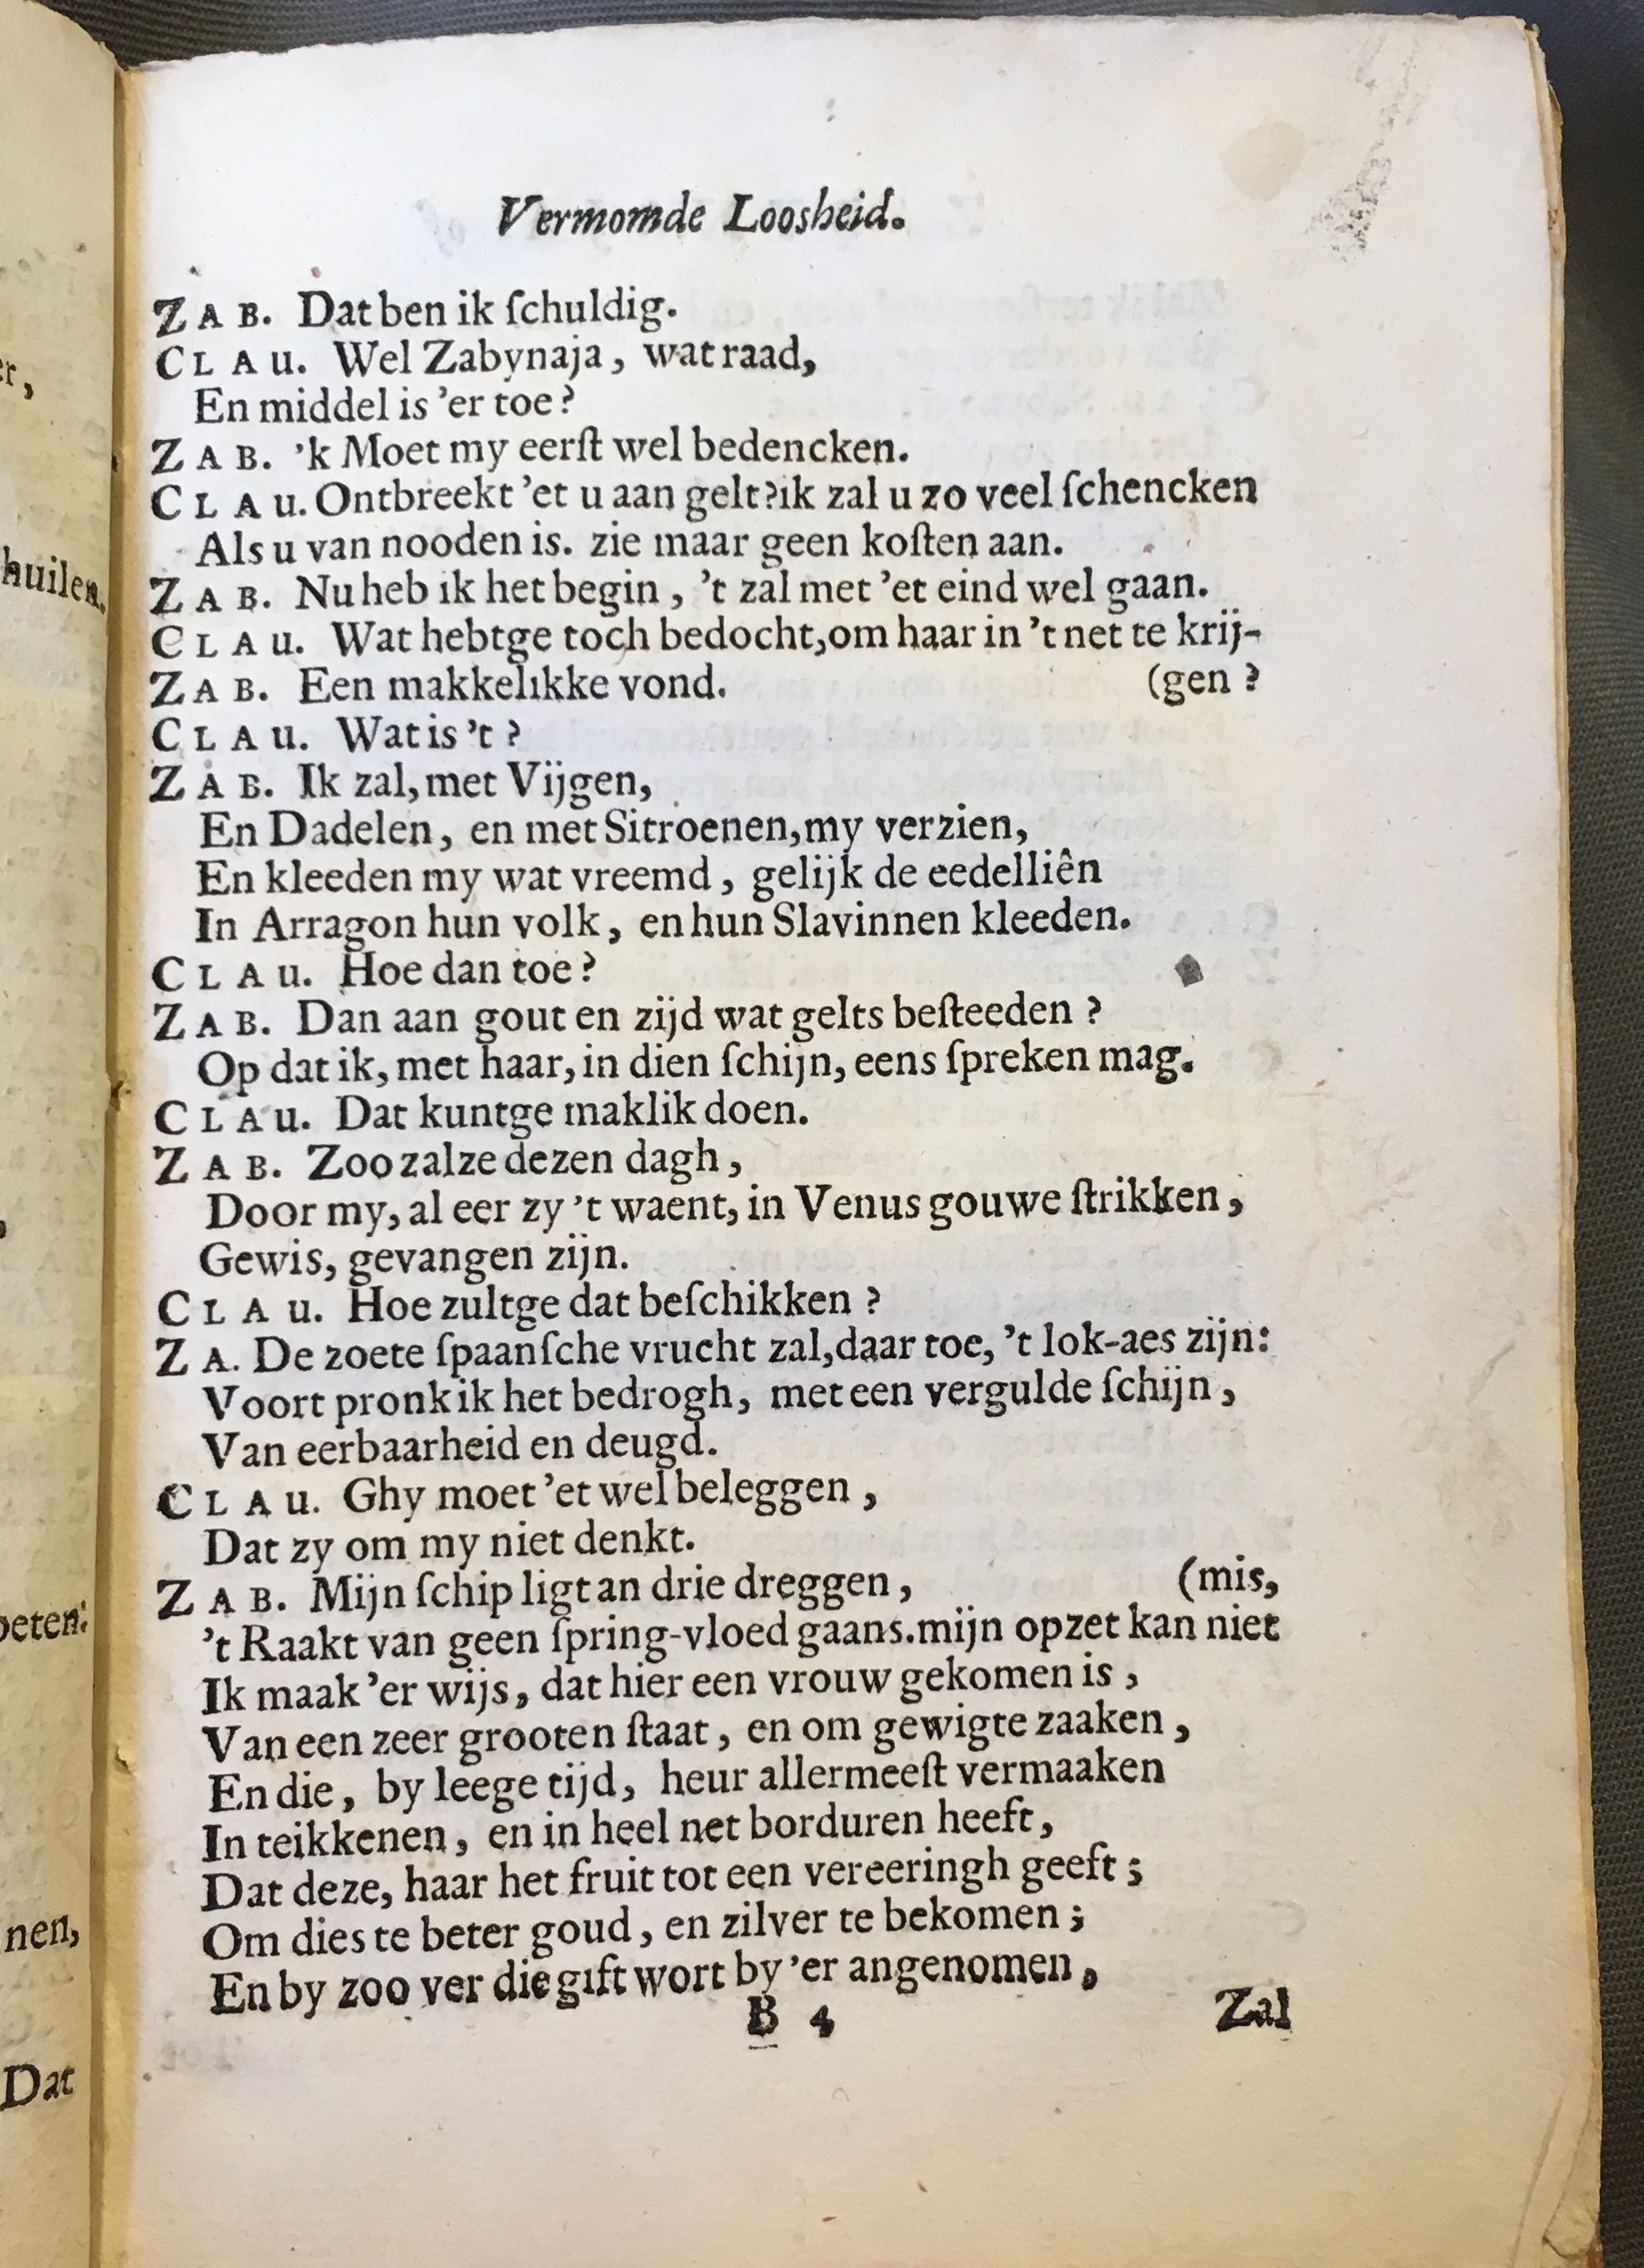 Vermomde Loosheid.
ZAB. Dat ben ik ſchuldig.
CLAu. Wel Zabynaja, wat raad,
En middel is 'er toe?
ZAB. 'k Moet my eerſt wel bedencken.
CLAu. Ontbreekt 'et u aan gelt? ik zal u zo veel ſchencken
Als u van nooden is. zie maar geen koſten aan.
ZAB. Nu heb ik het begin, 't zal met 'et eind wel gaan.
CLAu. Wat hebtge toch bedocht, om haar in 't net te krij-
ZAB. Een makkelikke vond. (gen?
CLAu. Wat is 't?
ZAB. Ik zal, met Vijgen,
En Dadelen, en met Sitroenen, my verzien,
En kleeden my wat vreemd, gelijk de eedelliên
In Arragon hun volk, en hun Slavinnen kleeden.
CLAu. Hoe dan toe?
ZAB. Dan aan gout en zijd wat gelts beſteeden?
Op dat ik, met haar, in dien ſchijn, eens ſpreken mag.
CLAu. Dat kuntge maklik doen.
ZAB. Zoo zalze dezen dagh,
Door my, al eer zy 't waent, in Venus gouwe ſtrikken,
Gewis, gevangen zijn.
CLAu. Hoe zultge dat beſchikken?
ZA. De zoete ſpaanſche vrucht zal, daar toe, 't lok-aes zijn:
Voort pronk ik het bedrogh, met een vergulde ſchijn,
Van eerbaarheid en deugd.
CLAu. Ghy moet 'et wel beleggen,
Dat zy om my niet denkt.
ZAB. Mijn ſchip ligt an drie dreggen, (mis,
't Raakt van geen ſpring-vloed gaans. mijn opzet kan niet
Ik maak 'er wijs, dat hier een vrouw gekomen is,
Van een zeer grooten ſtaat, en om gewigte zaaken,
En die, by leege tijd, heur allermeeſt vermaaken
In teikkenen, en in heel net borduren heeft,
Dat deze, haar het fruit tot een vereeringh geeft;
Om dies te beter goud, en zilver te bekomen;
En by zoo ver die gift wort by 'er angenomen,
B 4 Zal
er,
huilen.
oeten:
nen,
Dat